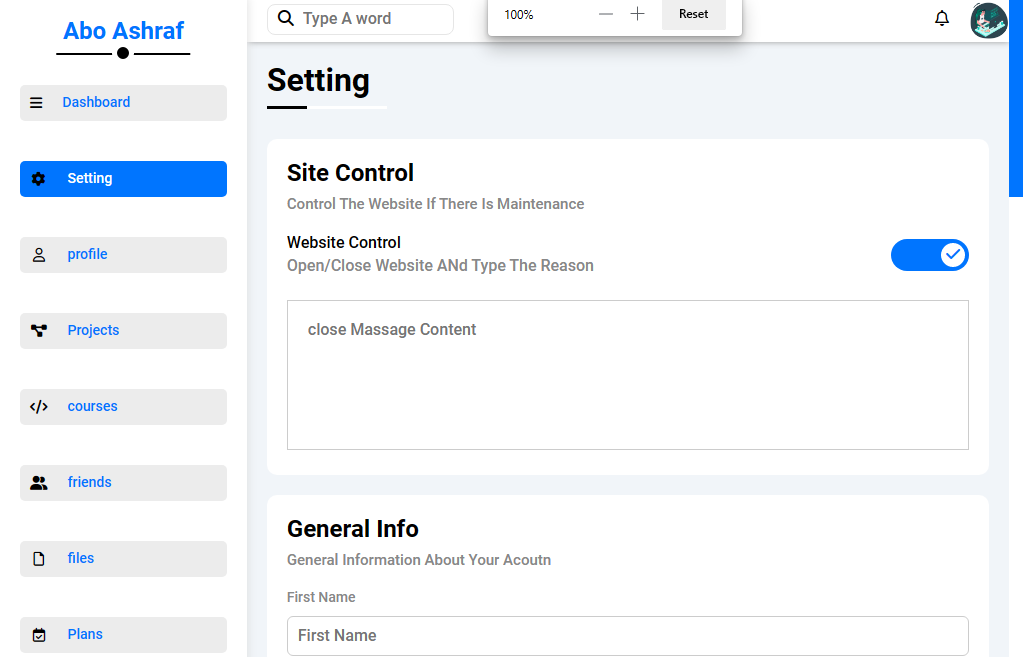 Abo Ashraf
Dashboard
Setting
profile
Projects
courses
friends
files
Plans
Type A word
100%
Reset
Setting
Site Control
Control The Website If There Is Maintenance
Website Control
Open/Close Website ANd Type The Reason
close Massage Content
General Info
General Information About Your Acoutn
First Name
First Name